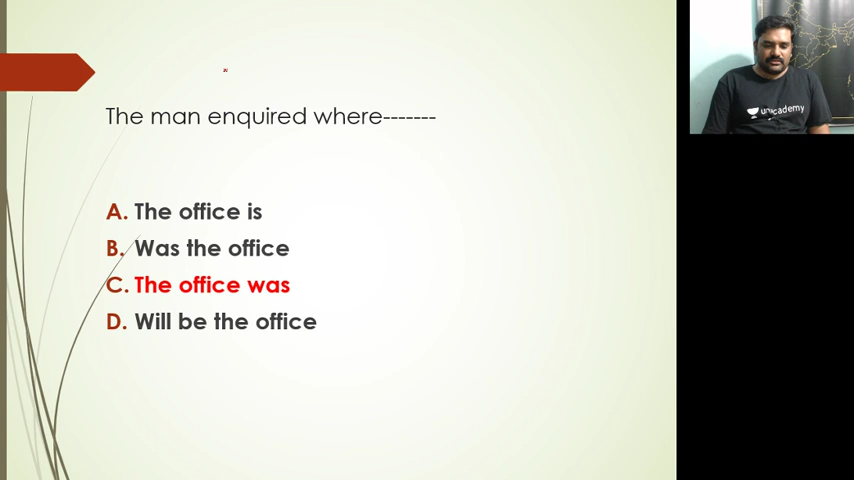 The man enquired where-------
A. The office is
B. Was the office
C. The office was
D. Will be the office
unacademy